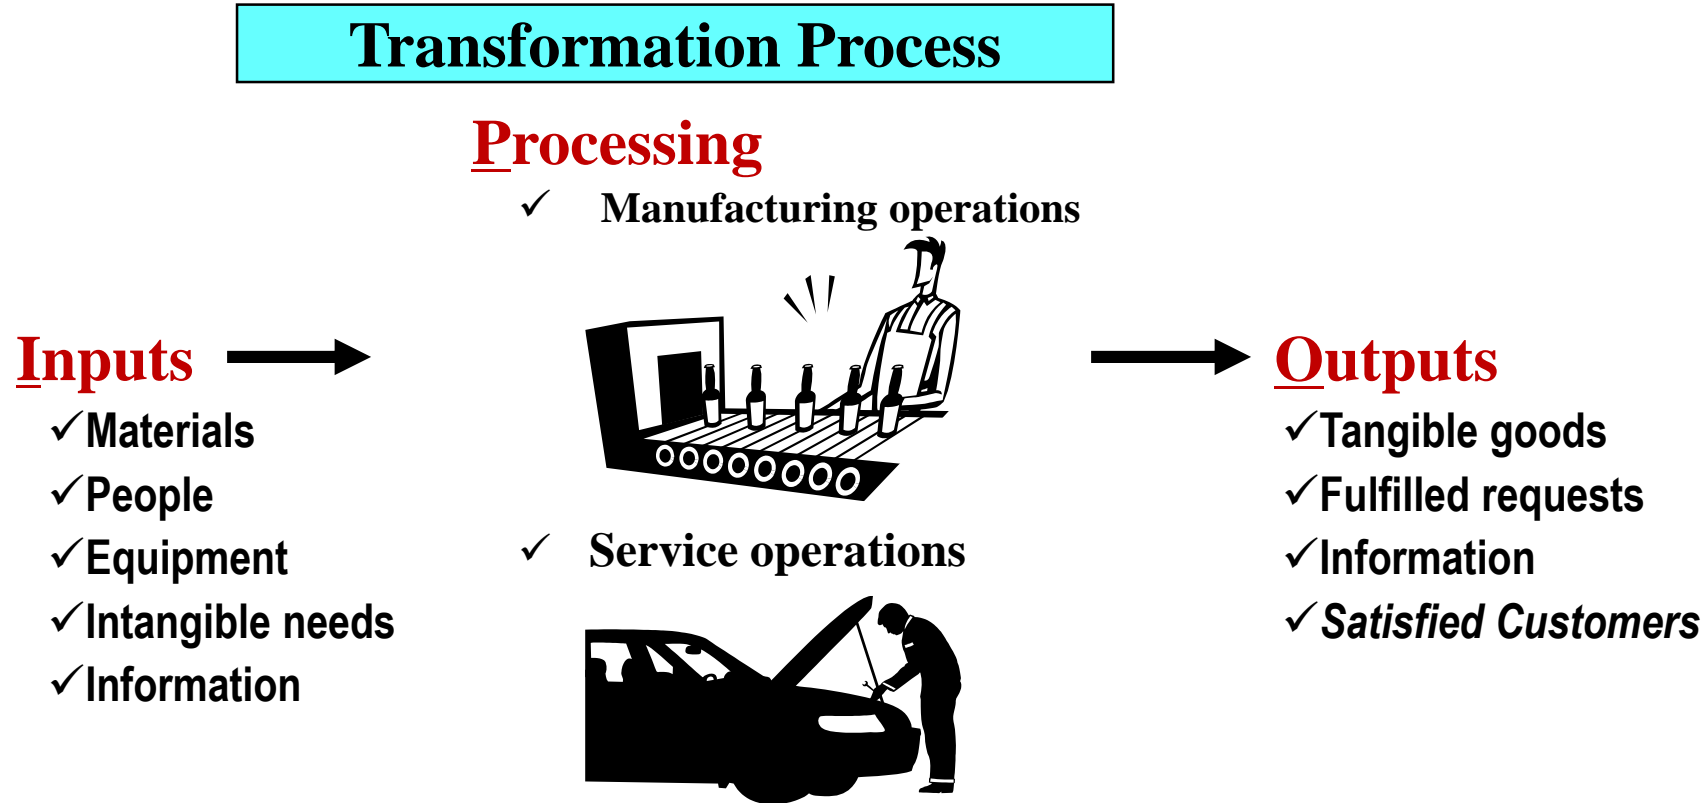 Transformation Process
Processing
✓ Manufacturing operations
Inputs
✓Materials
✓People
✓Equipment
✓Intangible needs
✓Information
✓ Service operations
Outputs
✓Tangible goods
✓Fulfilled requests
✓Information
✓Satisfied Customers